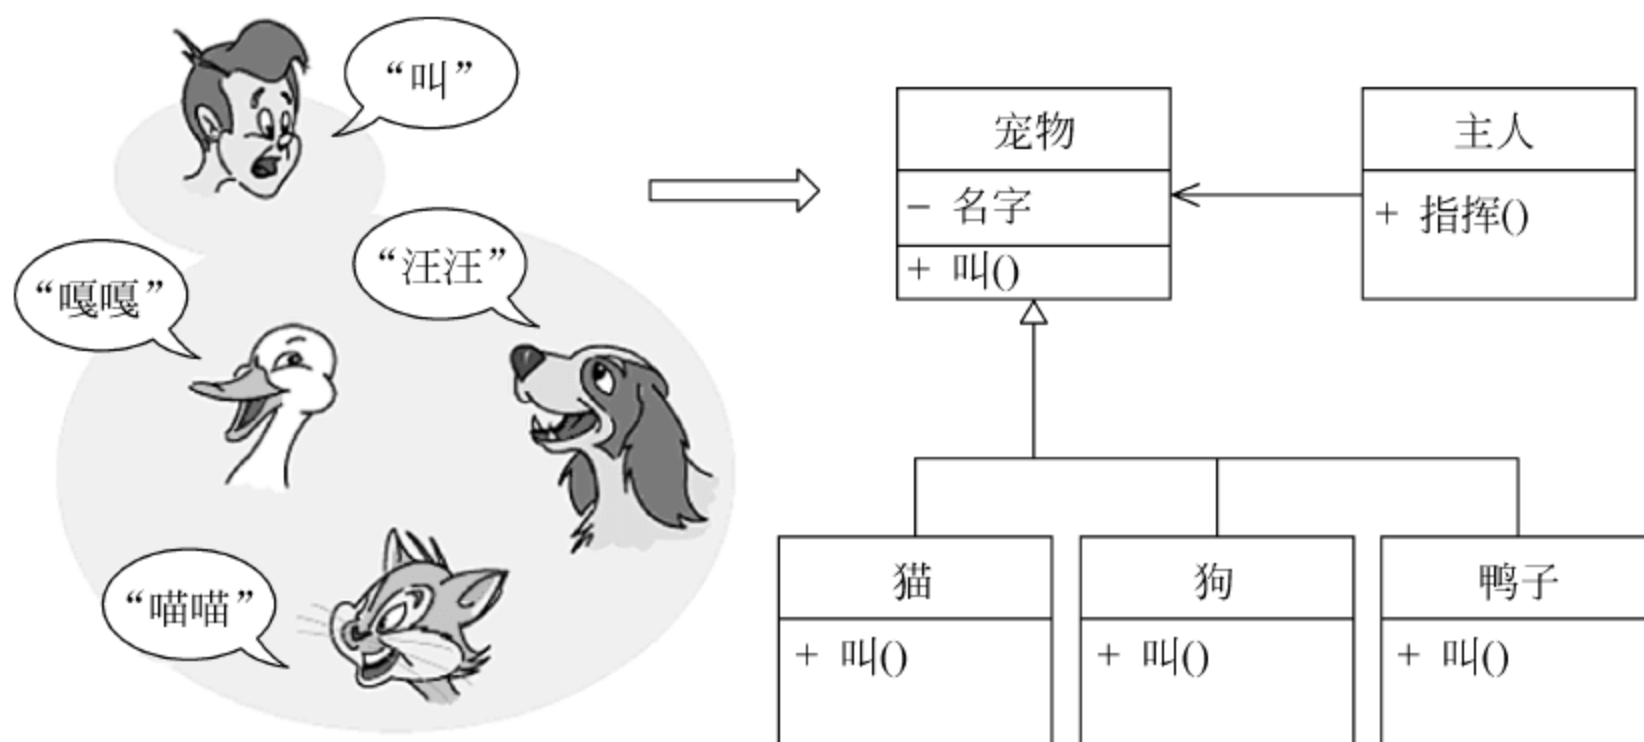 “叫”
“汪汪”
“嘎嘎”
“喵喵”
宠物
- 名字
+ 叫()
主人
+ 指挥()
猫
+ 叫()
狗
+ 叫()
鸭子
+ 叫()